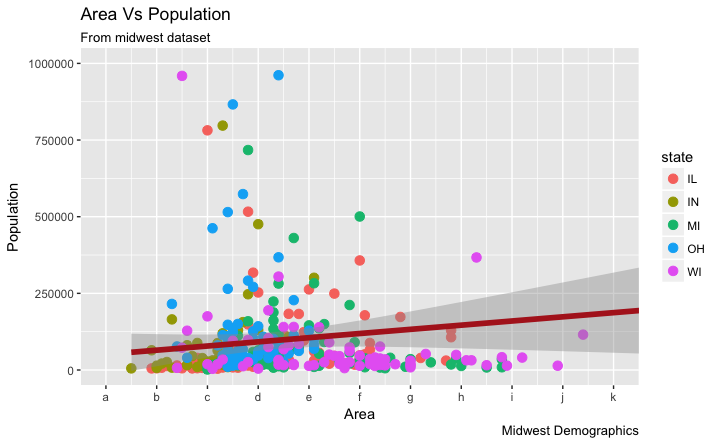 Area Vs Population
From midwest dataset
1000000
750000
500000
250000
0
Population
a b c d e f g h i j k
Area
state
IL
IN
MI
OH
WI
Midwest Demographics